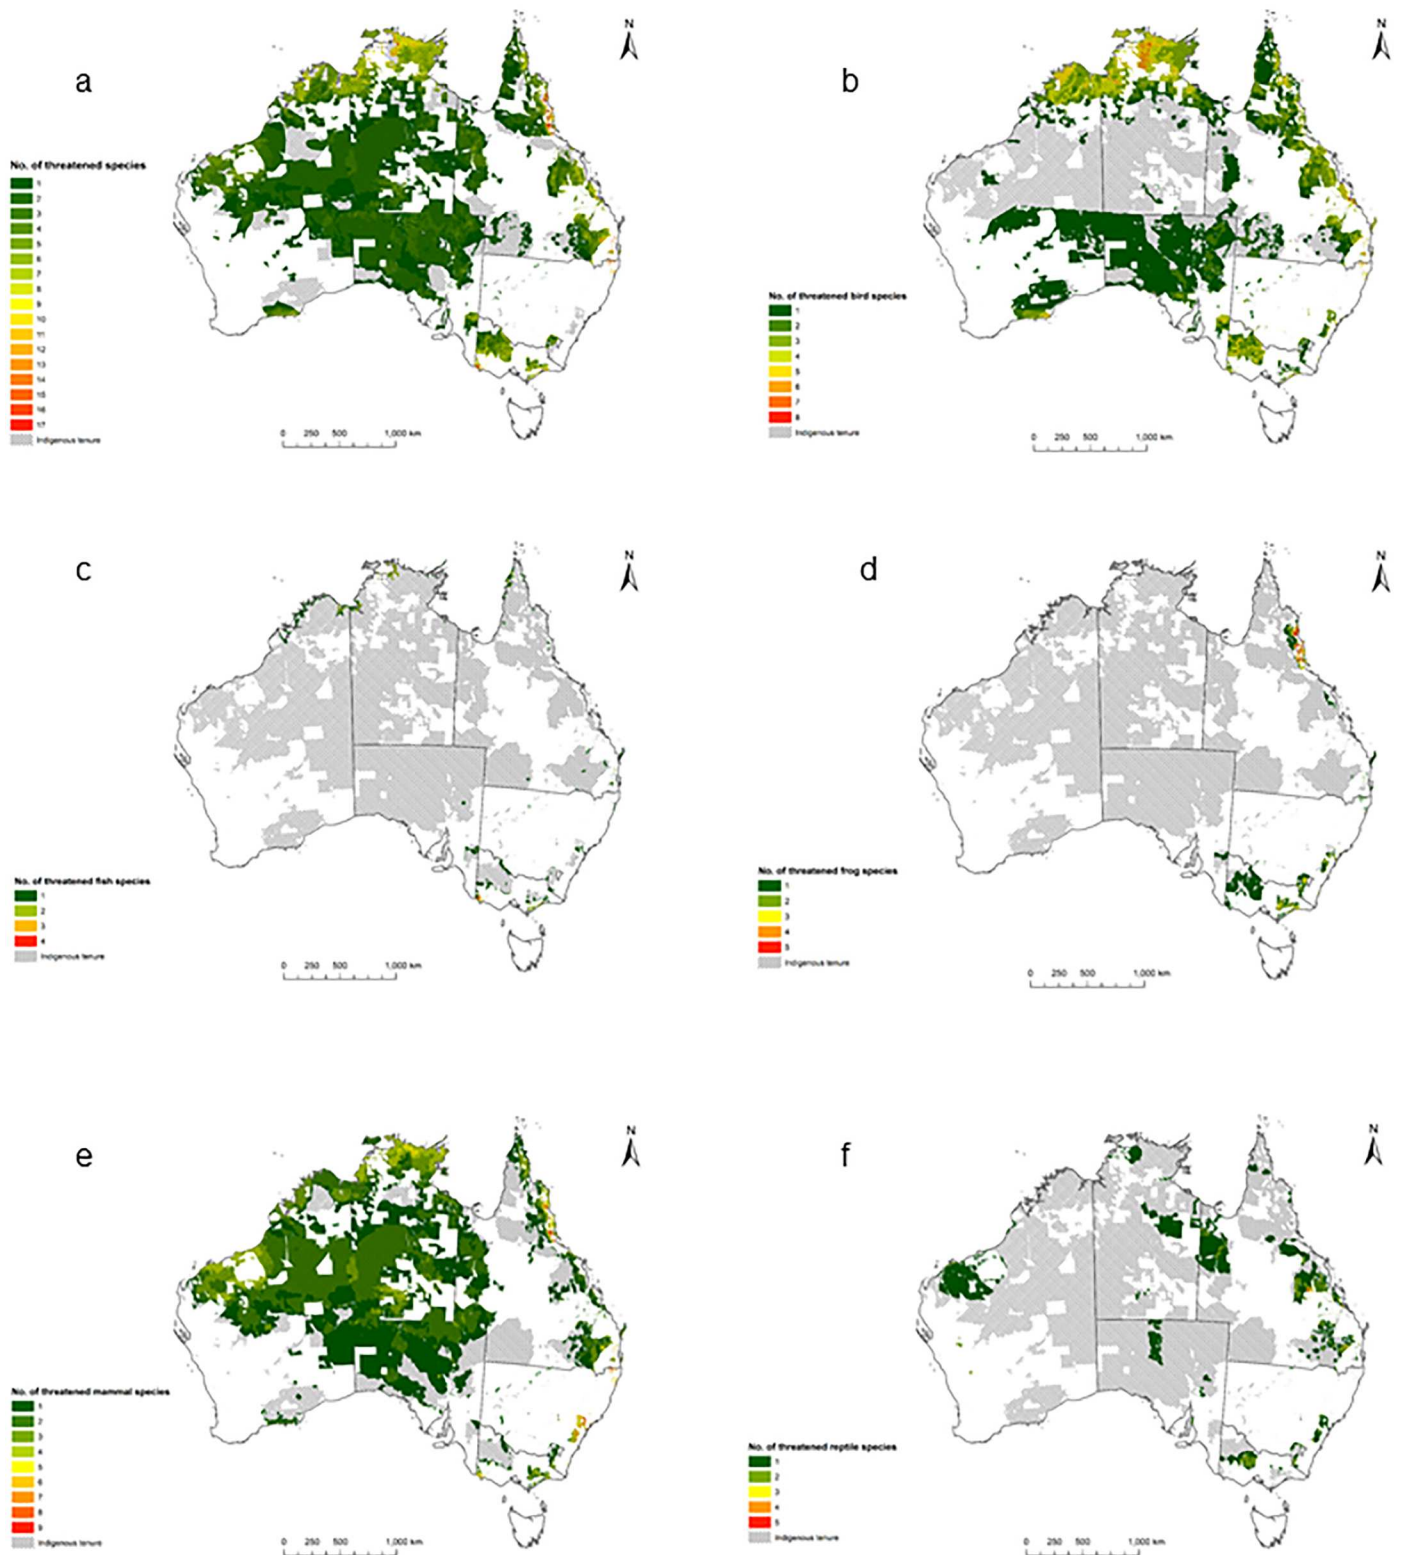 a
N
No. of threatened species
1
2
3
4
5
6
7
8
9
10
11
12
13
14
15
16
17
Indigenous tenure
0 250 500 1,000 km
b
N
No. of threatened bird species
1
2
3
4
5
6
7
8
Indigenous tenure
0 250 500 1,000 km
c
N
No. of threatened fish species
1
2
3
4
Indigenous tenure
0 250 500 1,000 km
d
N
No. of threatened frog species
1
2
3
4
5
Indigenous tenure
0 250 500 1,000 km
e
N
No. of threatened mammal species
1
2
3
4
5
6
7
8
9
Indigenous tenure
0 250 500 1,000 km
f
N
No. of threatened reptile species
1
2
3
4
5
Indigenous tenure
0 250 500 1,000 km